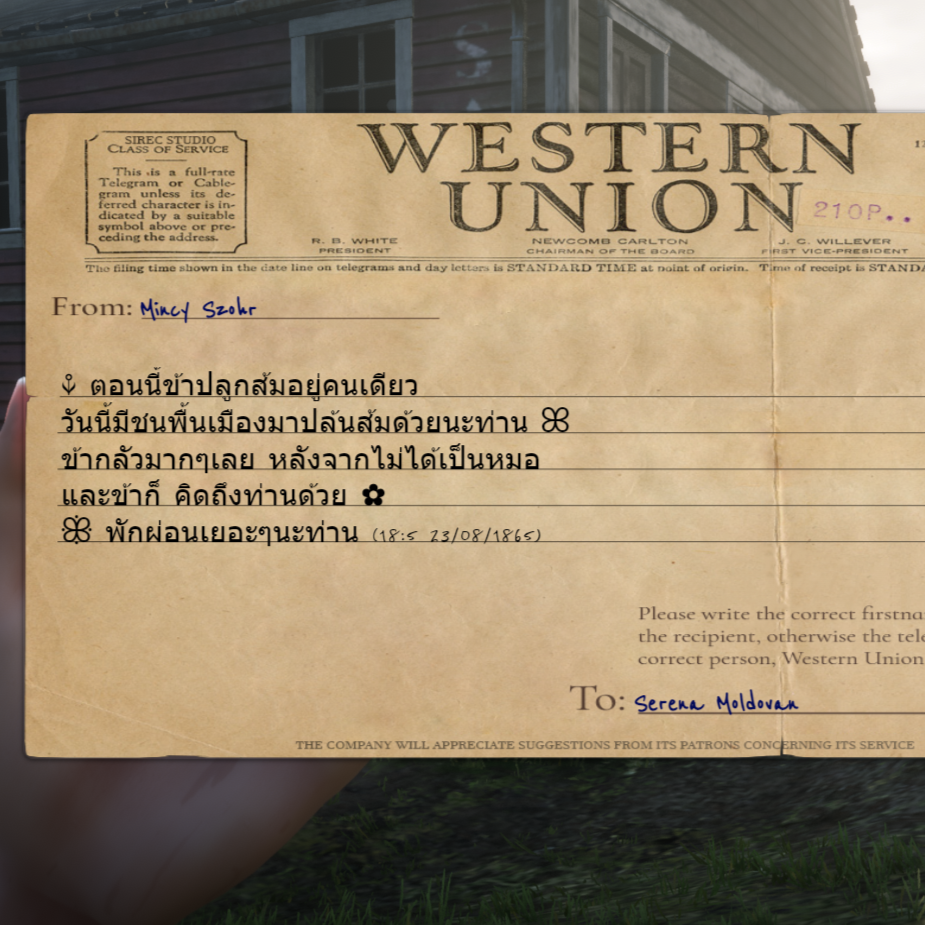 S
SIREC STUDIO
CLASS OF SERVICE
This is a full-rate
Telegram or Cable-
gram unless its de-
ferred character is in-
dicated by a suitable
symbol above or pre-
ceding the address.
WESTERN
UNION
210P..
R. B. WHITE
PRESIDENT
NEWCOMB CARLTON
CHAIRMAN OF THE BOARD
J. C. WILLEVER
FIRST VICE-PRESIDENT
The filing time shown in the date line on telegrams and day letters is STANDARD TIME at point of origin. Time of receipt is STANDA
From: Mincy Szohr
⚓ ตอนนี้ข้าปลูกส้มอยู่คนเดียว
วันนี้มีชนพื้นเมืองมาปล้นส้มด้วยนะท่าน ꕤ
ข้ากลัวมากๆเลย หลังจากไม่ได้เป็นหมอ
และข้าก็ คิดถึงท่านด้วย ✿
ꕤ พักผ่อนเยอะๆนะท่าน (18:5 23/08/1865)
Please write the correct firstna
the recipient, otherwise the tele
correct person, Western Union
To: Serena Moldovan
THE COMPANY WILL APPRECIATE SUGGESTIONS FROM ITS PATRONS CONCERNING ITS SERVICE